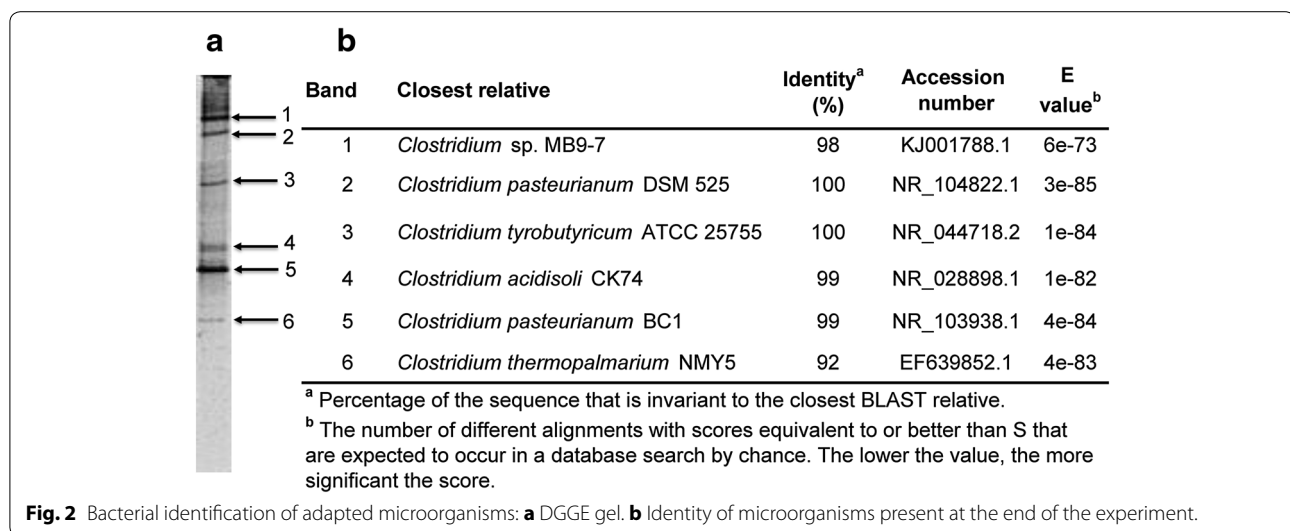 a
b
1
2
3
4
5
6
Band Closest relative Identityᵃ (%) Accession number E valueᵇ
1 Clostridium sp. MB9-7 98 KJ001788.1 6e-73
2 Clostridium pasteurianum DSM 525 100 NR_104822.1 3e-85
3 Clostridium tyrobutyricum ATCC 25755 100 NR_044718.2 1e-84
4 Clostridium acidisoli CK74 99 NR_028898.1 1e-82
5 Clostridium pasteurianum BC1 99 NR_103938.1 4e-84
6 Clostridium thermopalmarium NMY5 92 EF639852.1 4e-83
ᵃ Percentage of the sequence that is invariant to the closest BLAST relative.
ᵇ The number of different alignments with scores equivalent to or better than S that
are expected to occur in a database search by chance. The lower the value, the more
significant the score.
Fig. 2 Bacterial identification of adapted microorganisms: a DGGE gel. b Identity of microorganisms present at the end of the experiment.